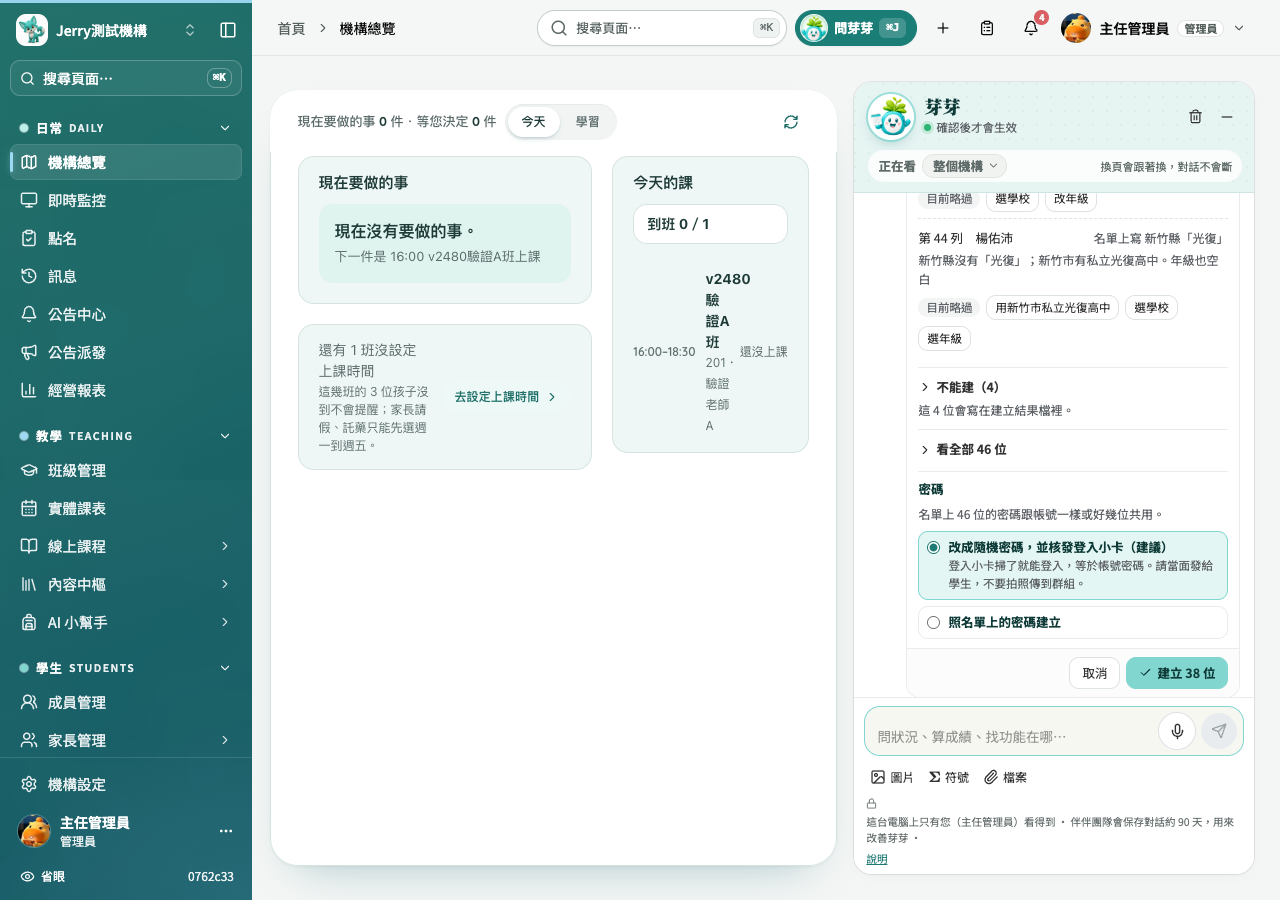 Jerry測試機構
搜尋頁面… ⌘K
日常 DAILY
機構總覽
即時監控
點名
訊息
公告中心
公告派發
經營報表
教學 TEACHING
班級管理
實體課表
線上課程
內容中樞
AI 小幫手
學生 STUDENTS
成員管理
家長管理
機構設定
主任管理員
管理員
省眼 0762c33
首頁 機構總覽
搜尋頁面… ⌘K
問芽芽 ⌘J
4
主任管理員 管理員
現在要做的事 0 件 · 等您決定 0 件
今天 學習
現在要做的事
現在沒有要做的事。
下一件是 16:00 v2480驗證A班上課
還有 1 班沒設定
上課時間
這幾班的 3 位孩子沒
到不會提醒；家長請
假、託藥只能先選週
一到週五。
去設定上課時間
今天的課
到班 0 / 1
16:00–18:30
v2480
驗
證A
班
201 ·
驗證
老師
A
還沒上課
芽芽
確認後才會生效
正在看 整個機構 換頁會跟著換，對話不會斷
目前略過 選學校 改年級
第 44 列 楊佑沛 名單上寫 新竹縣「光復」
新竹縣沒有「光復」；新竹市有私立光復高中。年級也空
白
目前略過 用新竹市私立光復高中 選學校
選年級
不能建（4）
這 4 位會寫在建立結果檔裡。
看全部 46 位
密碼
名單上 46 位的密碼跟帳號一樣或好幾位共用。
改成隨機密碼，並核發登入小卡（建議）
登入小卡掃了就能登入，等於帳號密碼。請當面發給
學生，不要拍照傳到群組。
照名單上的密碼建立
取消 建立 38 位
問狀況、算成績、找功能在哪…
圖片 符號 檔案
這台電腦上只有您（主任管理員）看得到 · 伴伴團隊會保存對話約 90 天，用來
改善芽芽 ·
說明